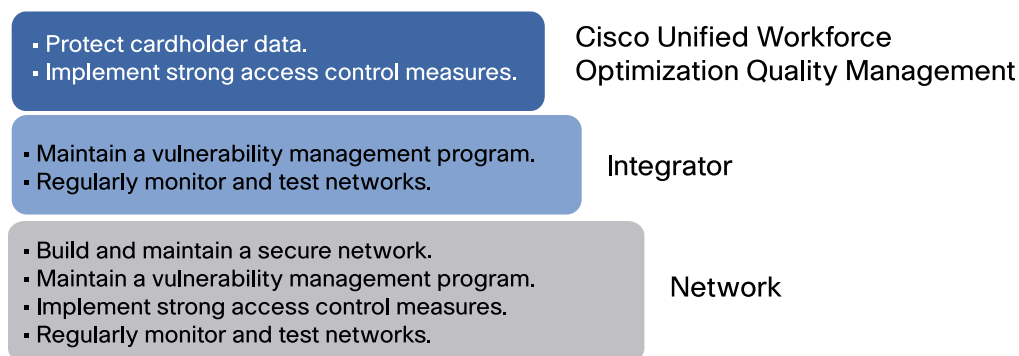 ▪ Protect cardholder data.
▪ Implement strong access control measures.
Cisco Unified Workforce
Optimization Quality Management
▪ Maintain a vulnerability management program.
▪ Regularly monitor and test networks.
Integrator
▪ Build and maintain a secure network.
▪ Maintain a vulnerability management program.
▪ Implement strong access control measures.
▪ Regularly monitor and test networks.
Network